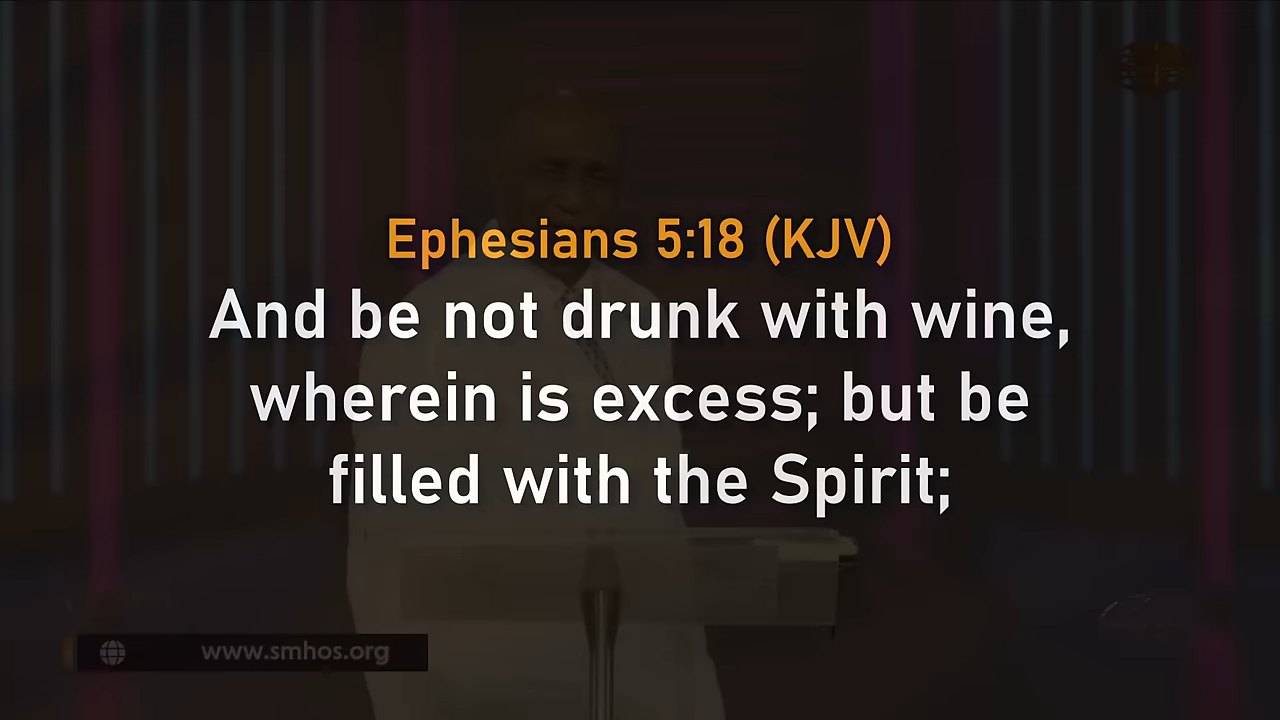 Ephesians 5:18 (KJV)
And be not drunk with wine,
wherein is excess; but be
filled with the Spirit;
www.smhos.org